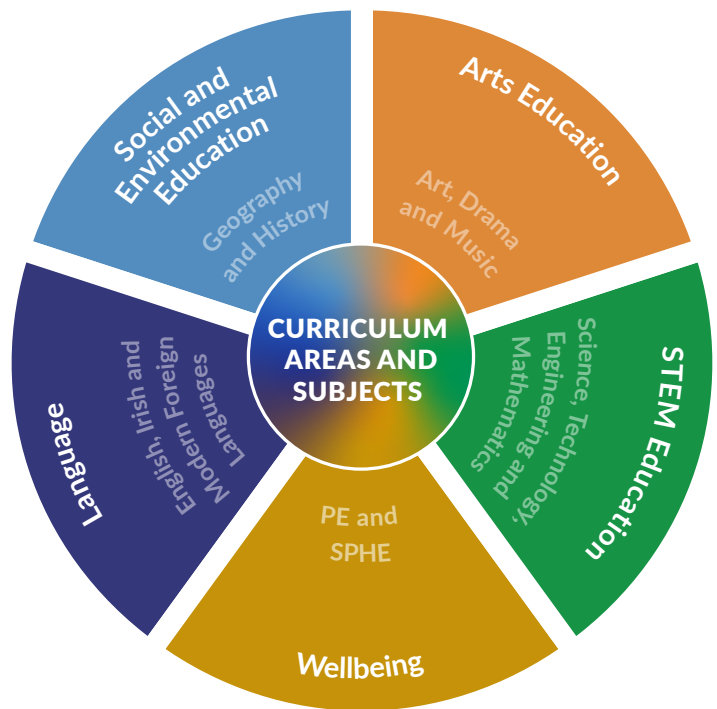 CURRICULUM
AREAS AND
SUBJECTS
Arts Education
Art, Drama
and Music
STEM Education
Science, Technology,
Engineering and
Mathematics
Wellbeing
PE and
SPHE
Language
English, Irish and
Modern Foreign
Languages
Social and
Environmental
Education
Geography
and History